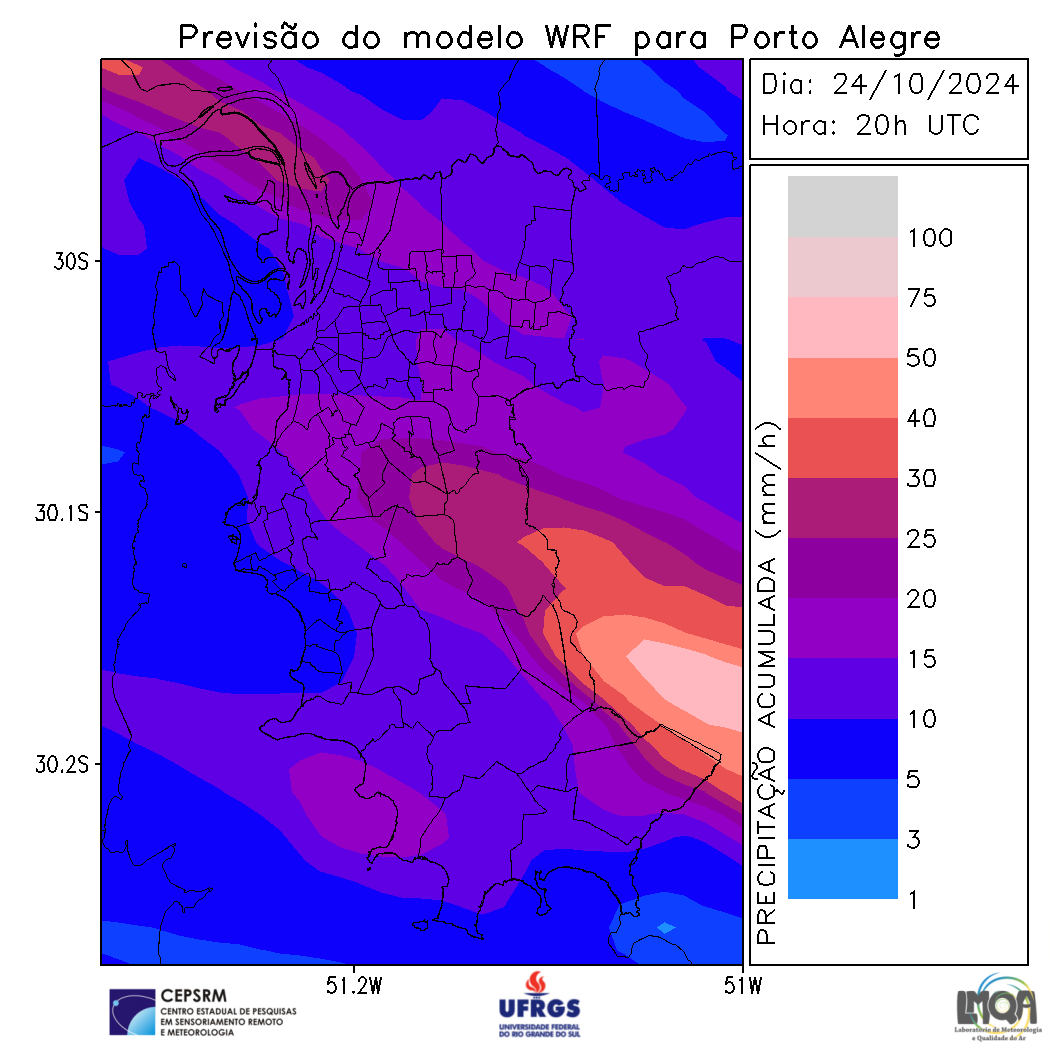 Previsão do modelo WRF para Porto Alegre
Dia: 24/10/2024
Hora: 20h UTC
100
75
50
40
30
25
20
15
10
5
3
1
PRECIPITAÇÃO ACUMULADA (mm/h)
30S
30.1S
30.2S
51.2W
51W
CEPSRM
CENTRO ESTADUAL DE PESQUISAS
EM SENSORIAMENTO REMOTO
E METEOROLOGIA
UFRGS
UNIVERSIDADE FEDERAL
DO RIO GRANDE DO SUL
LMQA
Laboratório de Meteorologia
e Qualidade do Ar